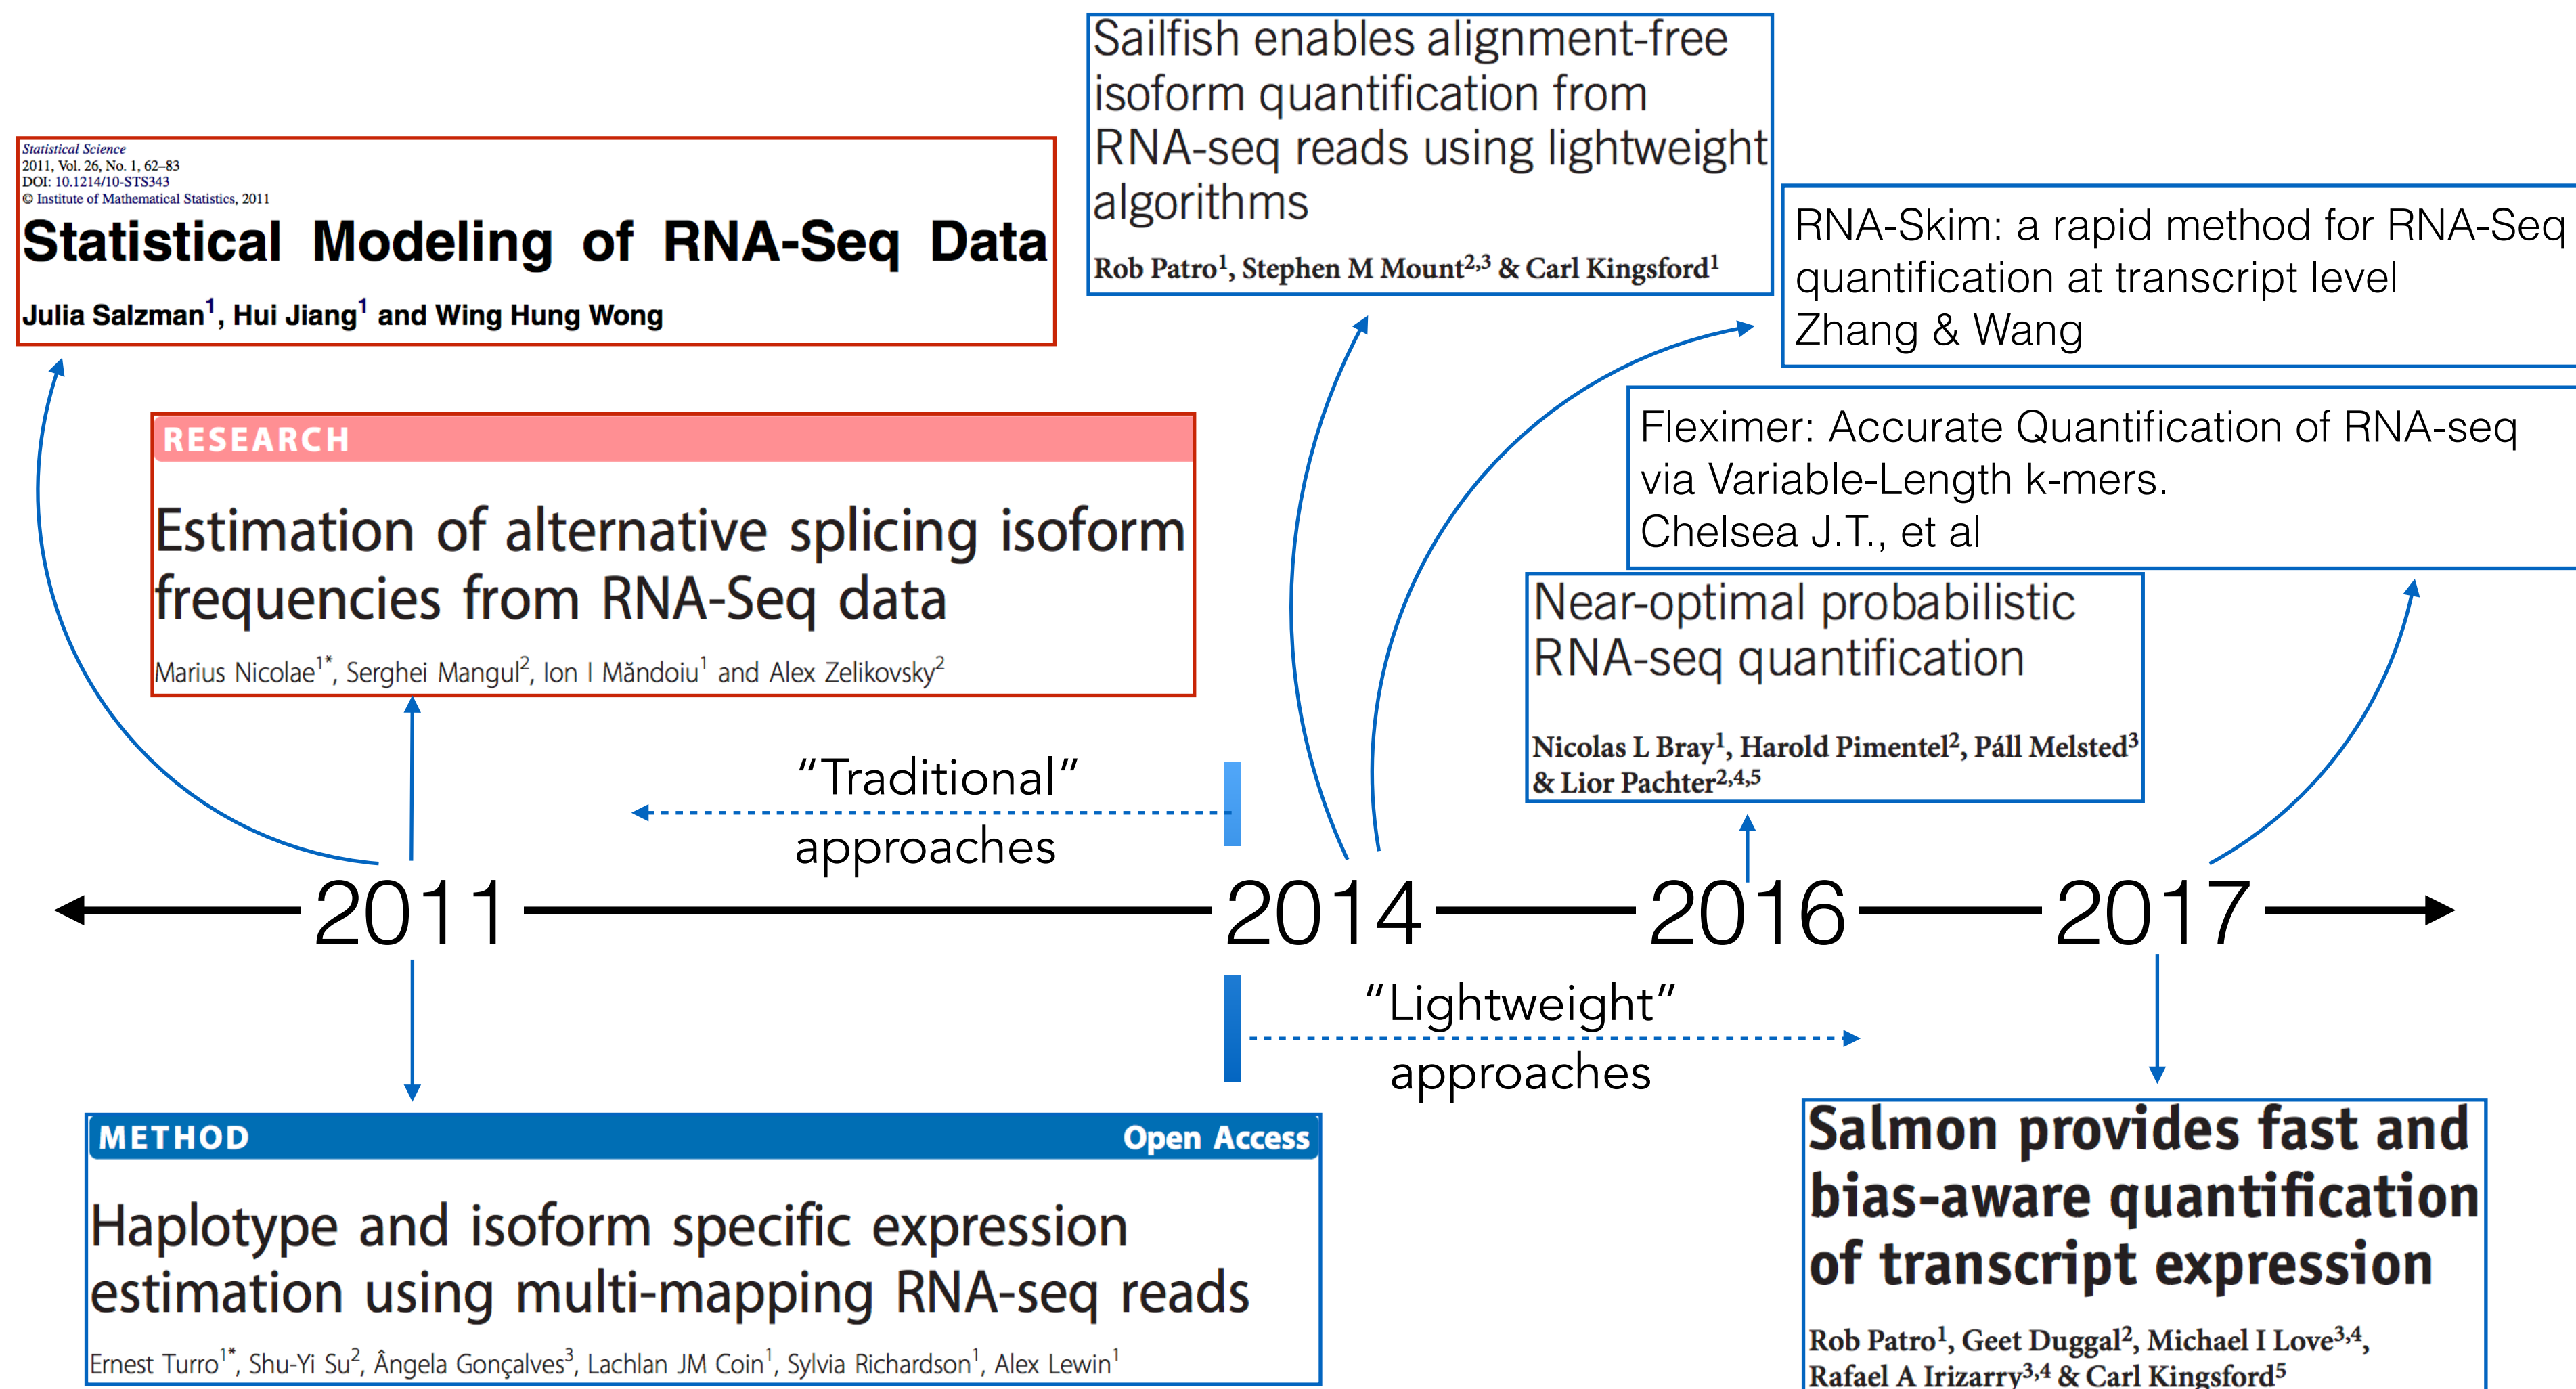 Statistical Science
2011, Vol. 26, No. 1, 62–83
DOI: 10.1214/10-STS343
© Institute of Mathematical Statistics, 2011
Statistical Modeling of RNA-Seq Data
Julia Salzman1, Hui Jiang1 and Wing Hung Wong
RESEARCH
Estimation of alternative splicing isoform
frequencies from RNA-Seq data
Marius Nicolae1*, Serghei Mangul2, Ion I Măndoiu1 and Alex Zelikovsky2
Sailfish enables alignment-free
isoform quantification from
RNA-seq reads using lightweight
algorithms
Rob Patro1, Stephen M Mount2,3 & Carl Kingsford1
RNA-Skim: a rapid method for RNA-Seq
quantification at transcript level
Zhang & Wang
Fleximer: Accurate Quantification of RNA-seq
via Variable-Length k-mers.
Chelsea J.T., et al
Near-optimal probabilistic
RNA-seq quantification
Nicolas L Bray1, Harold Pimentel2, Páll Melsted3
& Lior Pachter2,4,5
“Traditional”
approaches
2011
2014
2016
2017
“Lightweight”
approaches
METHOD
Open Access
Haplotype and isoform specific expression
estimation using multi-mapping RNA-seq reads
Ernest Turro1*, Shu-Yi Su2, Ângela Gonçalves3, Lachlan JM Coin1, Sylvia Richardson1, Alex Lewin1
Salmon provides fast and
bias-aware quantification
of transcript expression
Rob Patro1, Geet Duggal2, Michael I Love3,4,
Rafael A Irizarry3,4 & Carl Kingsford5